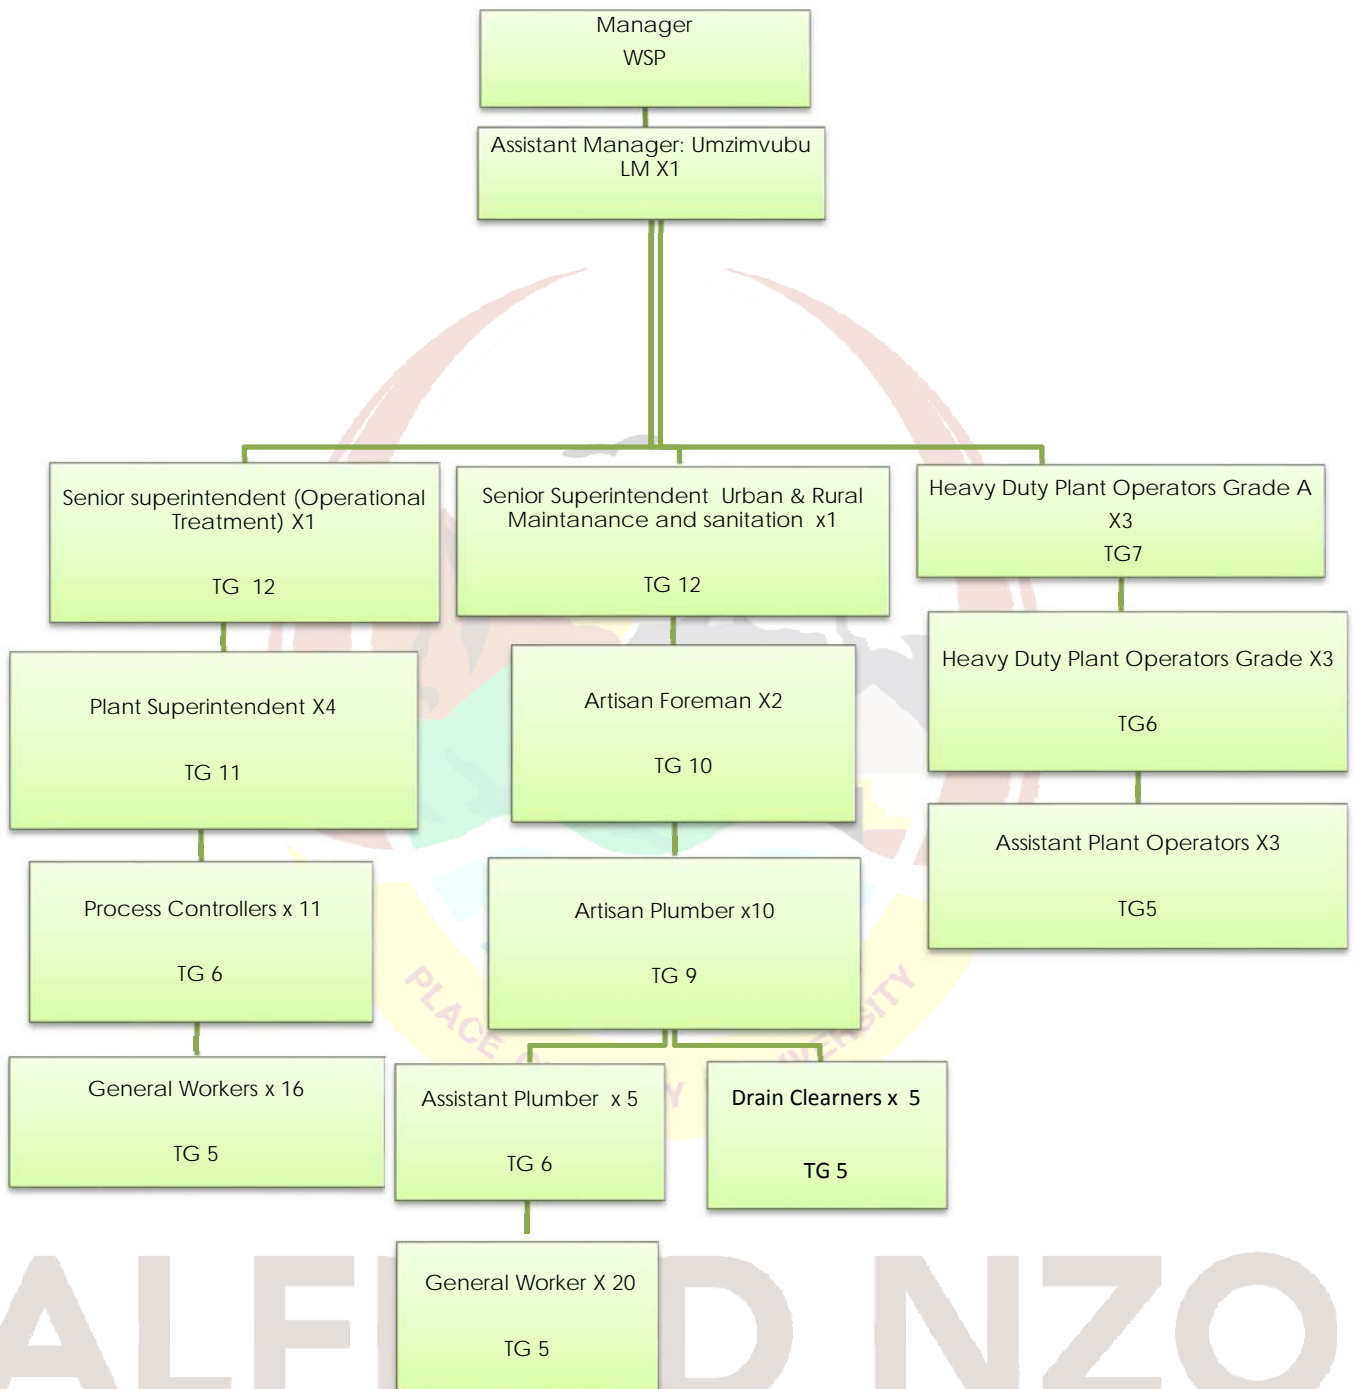 Manager
WSP
Assistant Manager: Umzimvubu
LM X1
Senior superintendent (Operational
Treatment) X1
TG 12
Senior Superintendent Urban & Rural
Maintanance and sanitation x1
TG 12
Heavy Duty Plant Operators Grade A
X3
TG7
Plant Superintendent X4
TG 11
Artisan Foreman X2
TG 10
Heavy Duty Plant Operators Grade X3
TG6
Process Controllers x 11
TG 6
Artisan Plumber x10
TG 9
Assistant Plant Operators X3
TG5
General Workers x 16
TG 5
Assistant Plumber x 5
TG 6
Drain Clearners x 5
TG 5
General Worker X 20
TG 5
PLACE
NZO